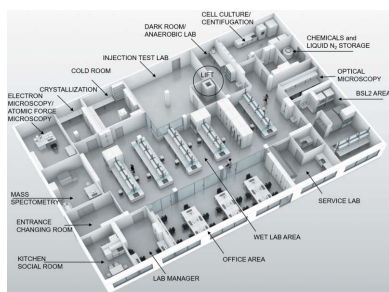 CELL CULTURE/
CENTIFUGATION
DARK ROOM/
ANAEROBIC LAB
CHEMICALS and
LIQUID N₂ STORAGE
INJECTION TEST LAB
COLD ROOM
LIFT
OPTICAL
MICROSCOPY
CRYSTALLIZATION
BSL2 AREA
ELECTRON
MICROSCOPY/
ATOMIC FORCE
MICROSCOPY
MASS
SPECTOMETRY
SERVICE LAB
ENTRANCE
CHANGING ROOM
WET LAB AREA
KITCHEN
SOCIAL ROOM
OFFICE AREA
LAB MANAGER